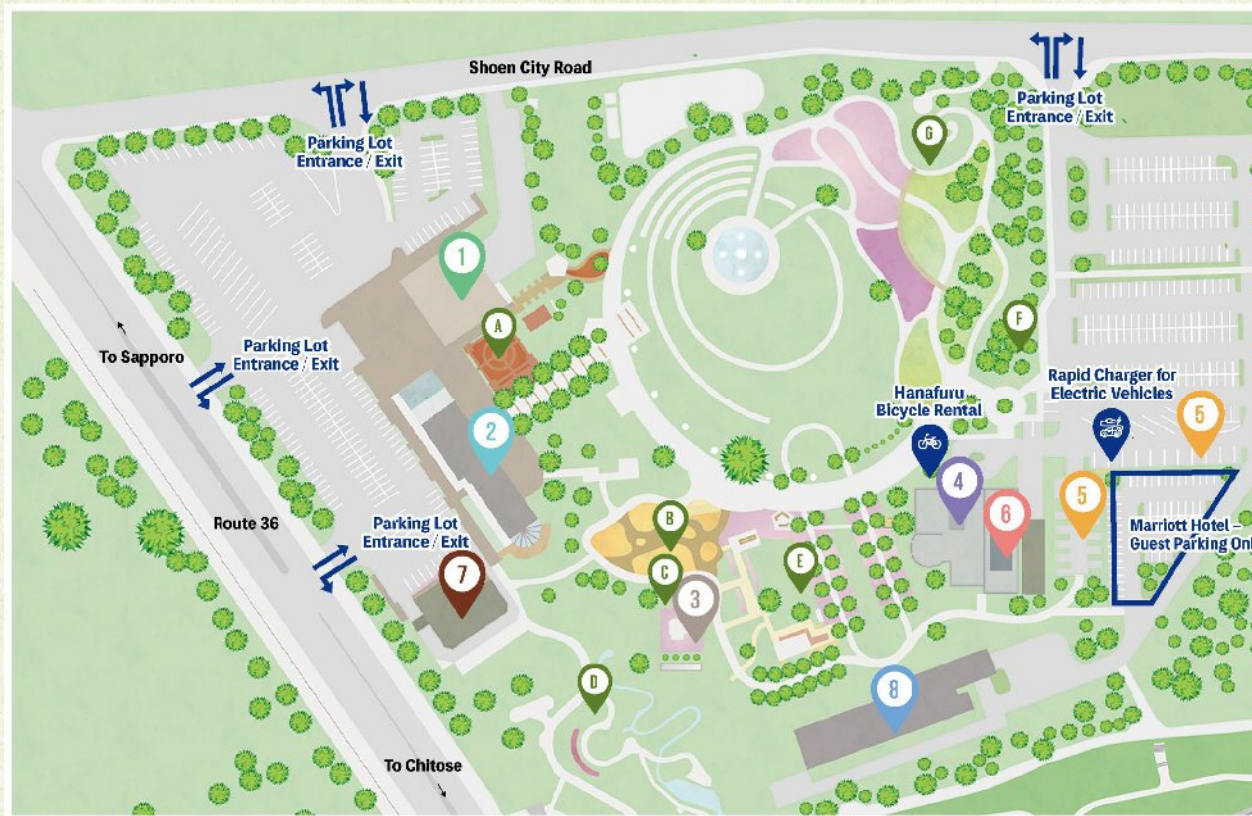 Shoen City Road
Parking Lot
Entrance / Exit
Parking Lot
Entrance / Exit
G
1
A
F
To Sapporo
Parking Lot
Entrance / Exit
Hanafuru
Bicycle Rental
Rapid Charger for
Electric Vehicles
2
5
4
5
6
Route 36
Parking Lot
Entrance / Exit
B
Marriott Hotel –
Guest Parking Onl
7
C
E
3
D
8
To Chitose